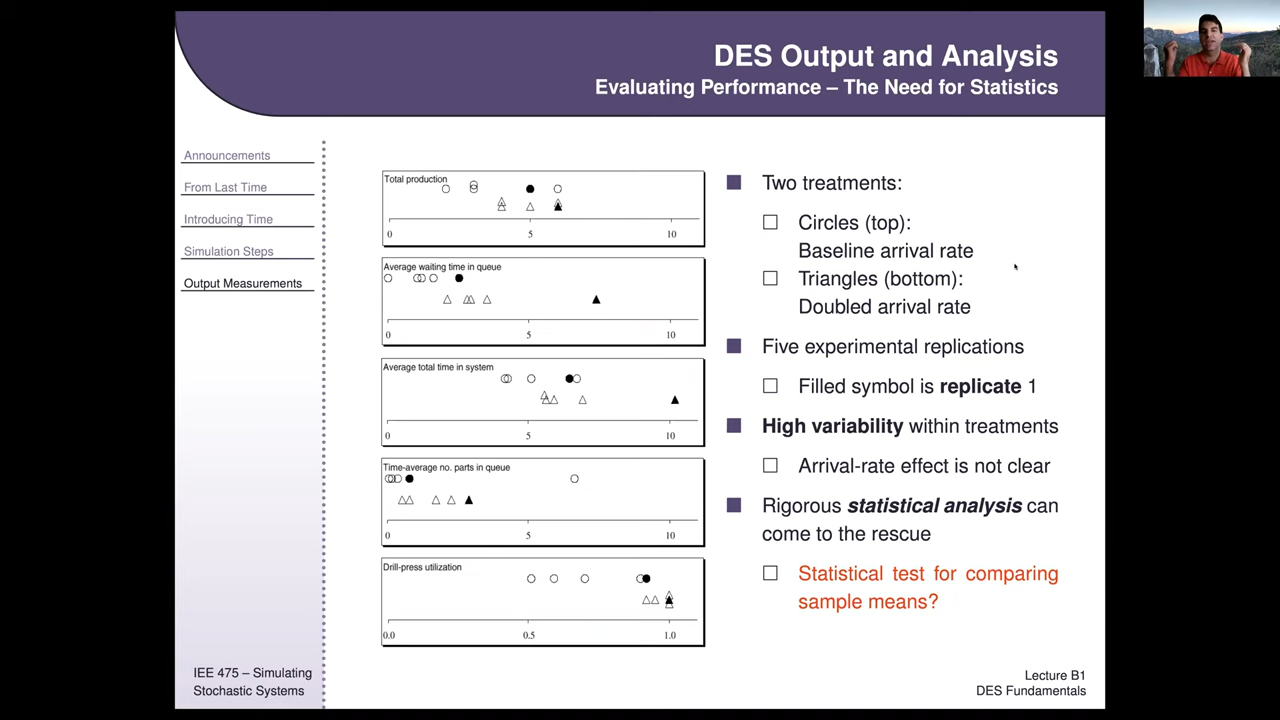 DES Output and Analysis
Evaluating Performance – The Need for Statistics
Announcements
From Last Time
Introducing Time
Simulation Steps
Output Measurements
Total production
0 5 10
Average waiting time in queue
0 5 10
Average total time in system
0 5 10
Time-average no. parts in queue
0 5 10
Drill-press utilization
0.0 0.5 1.0
Two treatments:
Circles (top):
Baseline arrival rate
Triangles (bottom):
Doubled arrival rate
Five experimental replications
Filled symbol is replicate 1
High variability within treatments
Arrival-rate effect is not clear
Rigorous statistical analysis can
come to the rescue
Statistical test for comparing
sample means?
IEE 475 – Simulating
Stochastic Systems
Lecture B1
DES Fundamentals